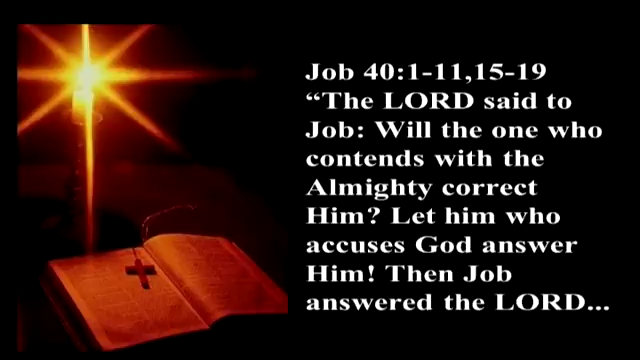 Job 40:1-11,15-19
“The LORD said to
Job: Will the one who
contends with the
Almighty correct
Him? Let him who
accuses God answer
Him! Then Job
answered the LORD...